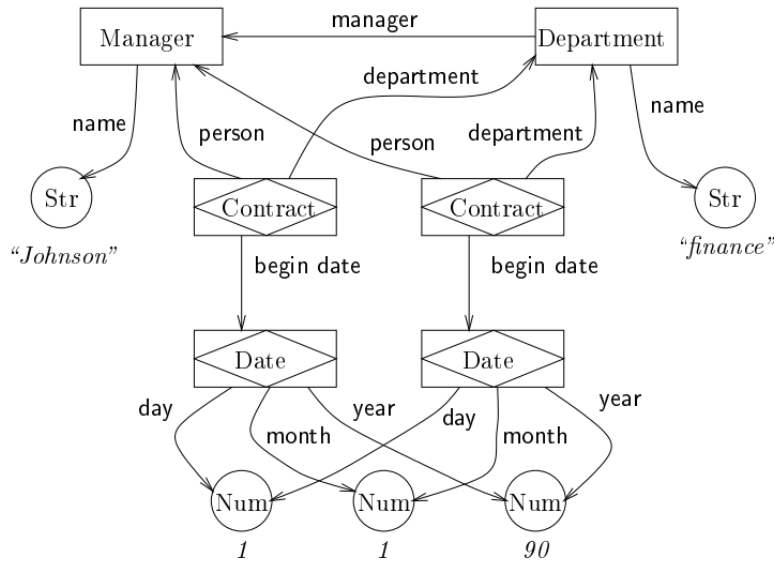 manager
Manager
Department
department
name
person
person
department
name
Str
Contract
Contract
Str
“Johnson”
“finance”
begin date
begin date
Date
Date
day
year
day
year
month
month
Num
Num
Num
1
1
90